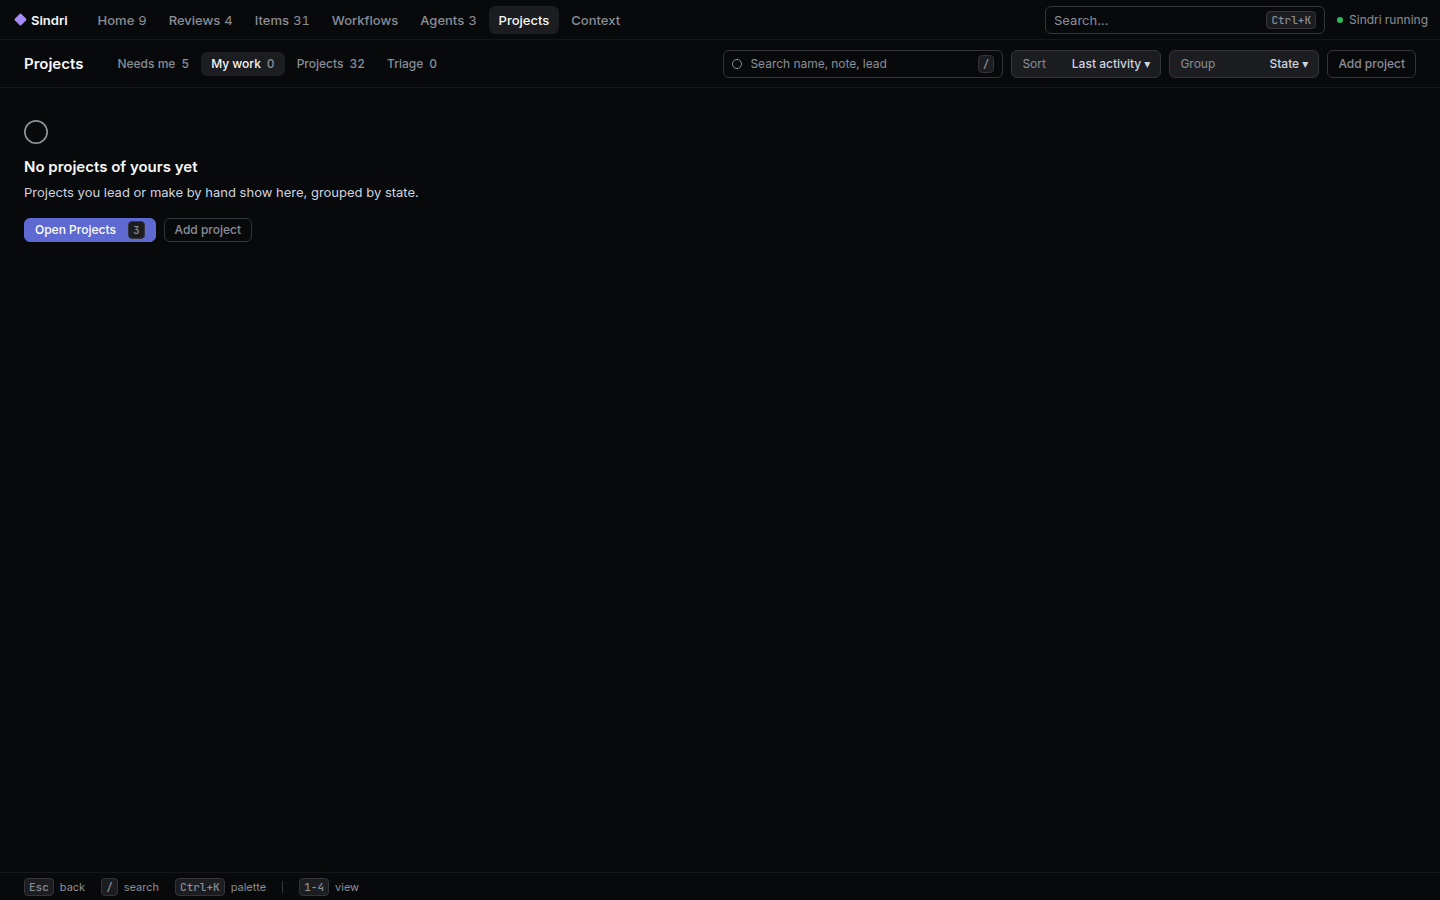 Sindri Home 9 Reviews 4 Items 31 Workflows Agents 3 Projects Context Search... Ctrl+K Sindri running
Projects Needs me 5 My work 0 Projects 32 Triage 0 Search name, note, lead / Sort Last activity ▾ Group State ▾ Add project
No projects of yours yet
Projects you lead or make by hand show here, grouped by state.
Open Projects 3 Add project
Esc back / search Ctrl+K palette 1-4 view